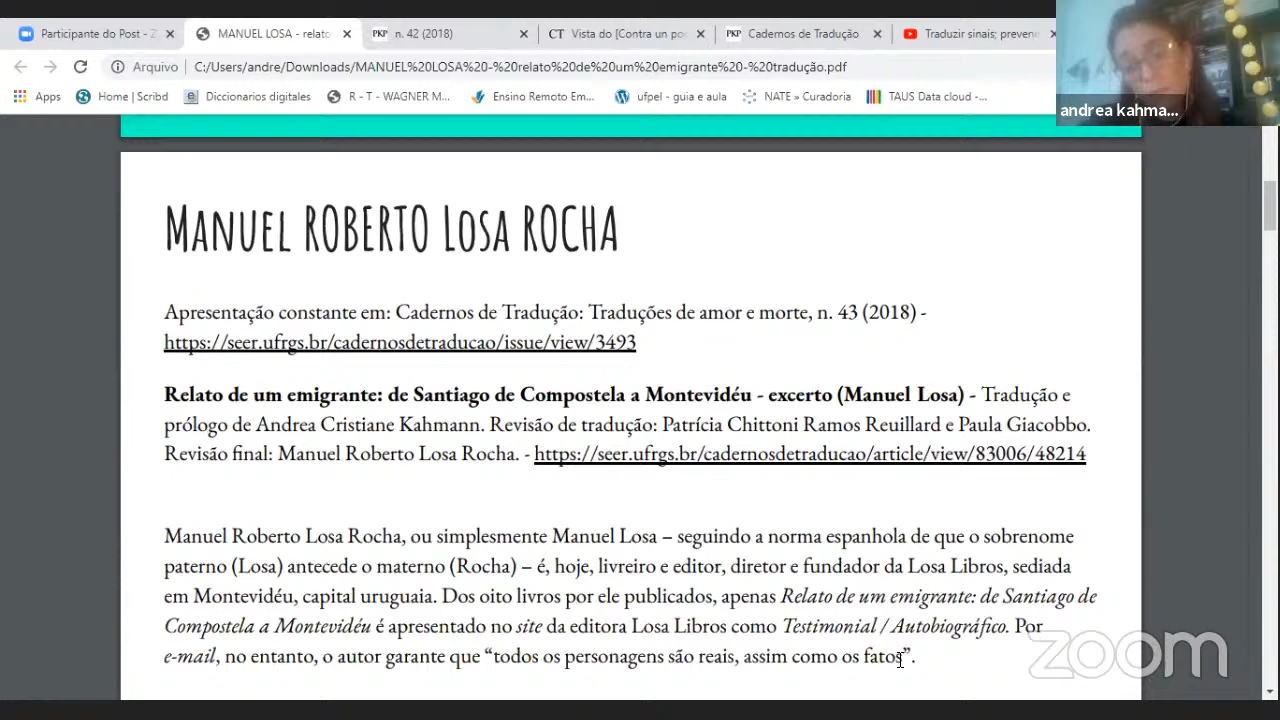 Participante do Post - Z
MANUEL LOSA - relato
PKP n. 42 (2018)
CT Vista do [Contra un po
PKP Cadernos de Tradução
Traduzir sinais; prevene
Arquivo C:/Users/andre/Downloads/MANUEL%20LOSA%20-%20relato%20de%20um%20emigrante%20-%20tradução.pdf
Apps Home | Scribd Diccionarios digitales R - T - WAGNER M... Ensino Remoto Em... ufpel - guia e aula NATE » Curadoria TAUS Data cloud -...
andrea kahma...
Manuel ROBERTO Losa ROCHA
Apresentação constante em: Cadernos de Tradução: Traduções de amor e morte, n. 43 (2018) -
https://seer.ufrgs.br/cadernosdetraducao/issue/view/3493
Relato de um emigrante: de Santiago de Compostela a Montevidéu - excerto (Manuel Losa) - Tradução e
prólogo de Andrea Cristiane Kahmann. Revisão de tradução: Patrícia Chittoni Ramos Reuillard e Paula Giacobbo.
Revisão final: Manuel Roberto Losa Rocha. - https://seer.ufrgs.br/cadernosdetraducao/article/view/83006/48214
Manuel Roberto Losa Rocha, ou simplesmente Manuel Losa – seguindo a norma espanhola de que o sobrenome
paterno (Losa) antecede o materno (Rocha) – é, hoje, livreiro e editor, diretor e fundador da Losa Libros, sediada
em Montevidéu, capital uruguaia. Dos oito livros por ele publicados, apenas Relato de um emigrante: de Santiago de
Compostela a Montevidéu é apresentado no site da editora Losa Libros como Testimonial / Autobiográfico. Por
e-mail, no entanto, o autor garante que “todos os personagens são reais, assim como os fatos”.
zoom